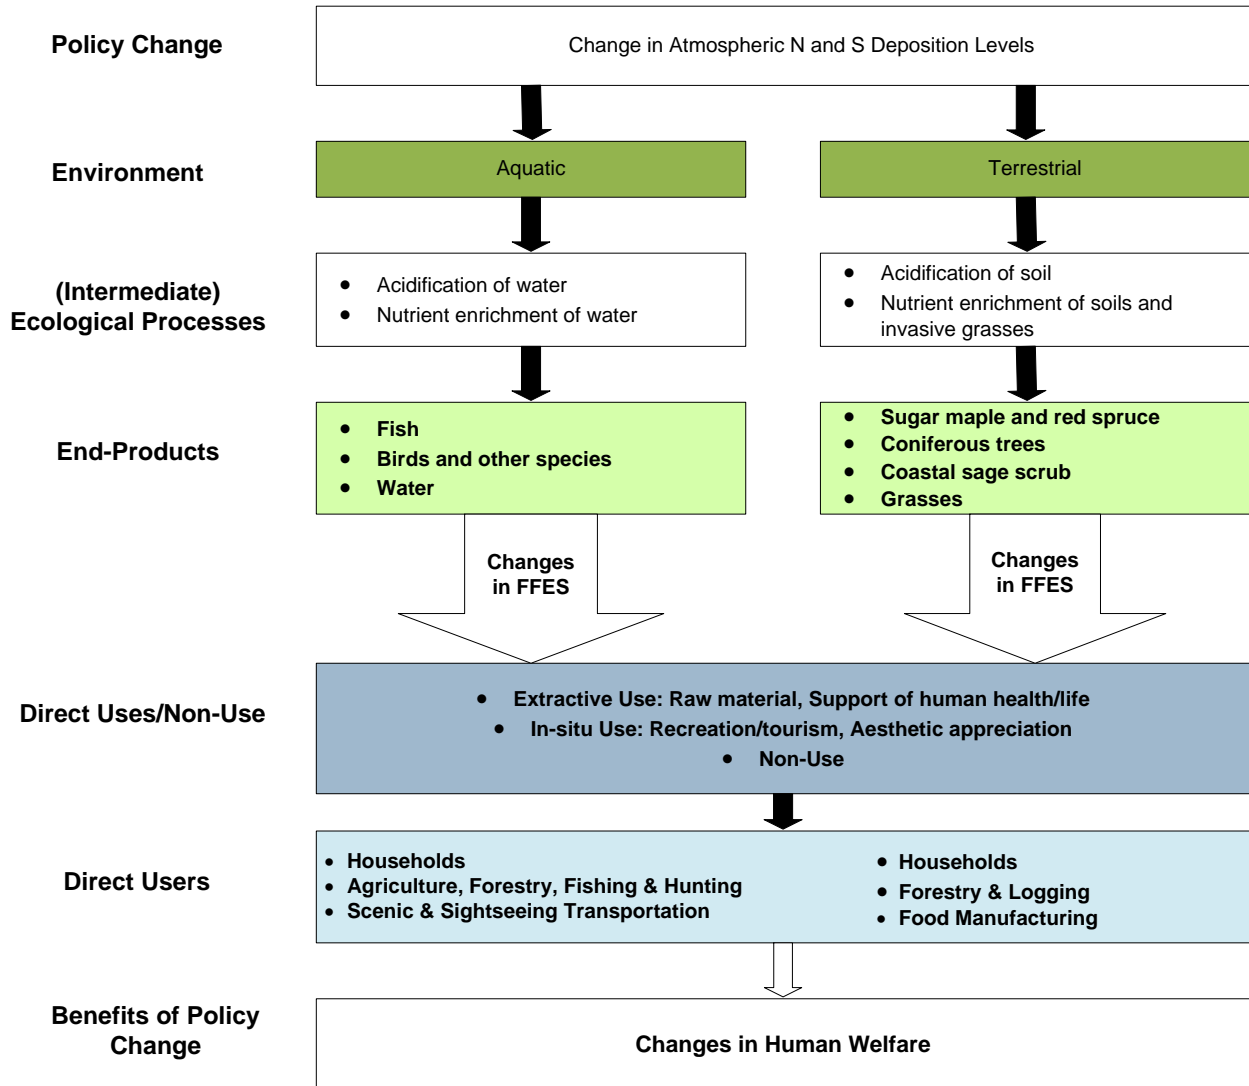 Policy Change
Change in Atmospheric N and S Deposition Levels
Environment
Aquatic
Terrestrial
(Intermediate)
Ecological Processes
• Acidification of water
• Nutrient enrichment of water
• Acidification of soil
• Nutrient enrichment of soils and
invasive grasses
End-Products
• Fish
• Birds and other species
• Water
• Sugar maple and red spruce
• Coniferous trees
• Coastal sage scrub
• Grasses
Changes
in FFES
Changes
in FFES
Direct Uses/Non-Use
• Extractive Use: Raw material, Support of human health/life
• In-situ Use: Recreation/tourism, Aesthetic appreciation
• Non-Use
Direct Users
• Households
• Agriculture, Forestry, Fishing & Hunting
• Scenic & Sightseeing Transportation
• Households
• Forestry & Logging
• Food Manufacturing
Benefits of Policy
Change
Changes in Human Welfare